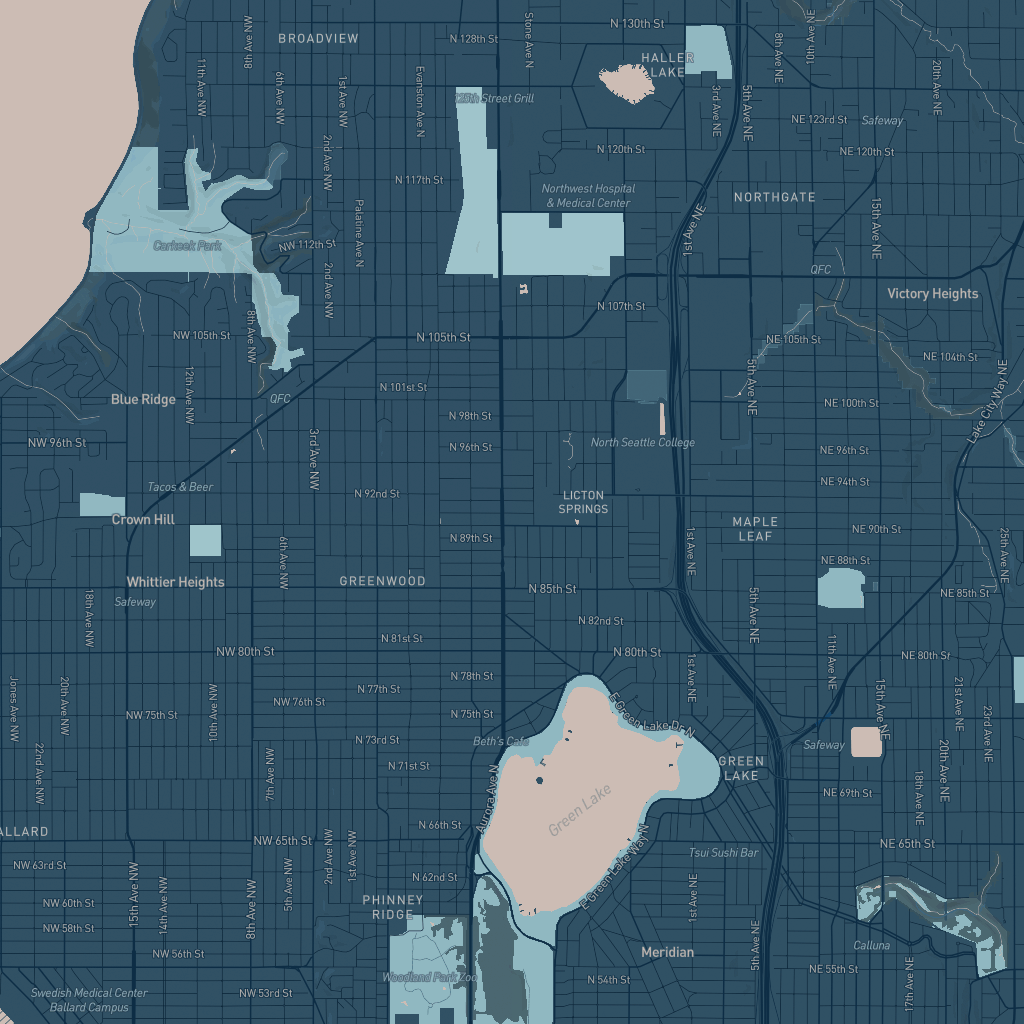 N 130th St
8th Ave NW
Stone Ave N
10th Ave NE
BROADVIEW
N 128th St
8th Ave NE
HALLER
LAKE
11th Ave NW
6th Ave NW
1st Ave NW
Evanston Ave N
20th Ave NE
125th Street Grill
3rd Ave NE
5th Ave NE
NE 123rd St
Safeway
2nd Ave NW
N 120th St
NE 120th St
N 117th St
Northwest Hospital
& Medical Center
NORTHGATE
Palatine Ave N
1st Ave NE
15th Ave NE
Carkeek Park
NW 112th St
2nd Ave NW
QFC
Victory Heights
N 107th St
8th Ave NW
NW 105th St
N 105th St
NE 105th St
NE 104th St
12th Ave NW
5th Ave NE
N 101st St
Lake City Way NE
Blue Ridge
QFC
NE 100th St
N 98th St
3rd Ave NW
NW 96th St
N 96th St
North Seattle College
NE 96th St
Tacos & Beer
N 92nd St
NE 94th St
LICTON
SPRINGS
Crown Hill
MAPLE
LEAF
NE 90th St
N 89th St
1st Ave NE
25th Ave NE
6th Ave NW
NE 88th St
Whittier Heights
GREENWOOD
N 85th St
NE 85th St
Safeway
18th Ave NW
5th Ave NE
N 82nd St
N 81st St
NW 80th St
N 80th St
11th Ave NE
NE 80th St
1st Ave NE
N 78th St
Jones Ave NW
20th Ave NW
N 77th St
10th Ave NW
NW 76th St
15th Ave NE
21st Ave NE
23rd Ave NE
NW 75th St
N 75th St
E Green Lake Dr N
N 73rd St
Beth's Cafe
Safeway
22nd Ave NW
7th Ave NW
N 71st St
GREEN
LAKE
20th Ave NE
18th Ave NE
Aurora Ave N
Green Lake
NE 69th St
N 66th St
ALLARD
NW 65th St
NE 65th St
2nd Ave NW
1st Ave NW
E Green Lake Way N
Tsui Sushi Bar
NW 63rd St
N 62nd St
5th Ave NW
15th Ave NW
14th Ave NW
8th Ave NW
1st Ave NE
NW 60th St
PHINNEY
RIDGE
NW 58th St
5th Ave NE
Calluna
NW 56th St
Meridian
NE 55th St
Woodland Park Zoo
N 54th St
17th Ave NE
Swedish Medical Center
Ballard Campus
NW 53rd St